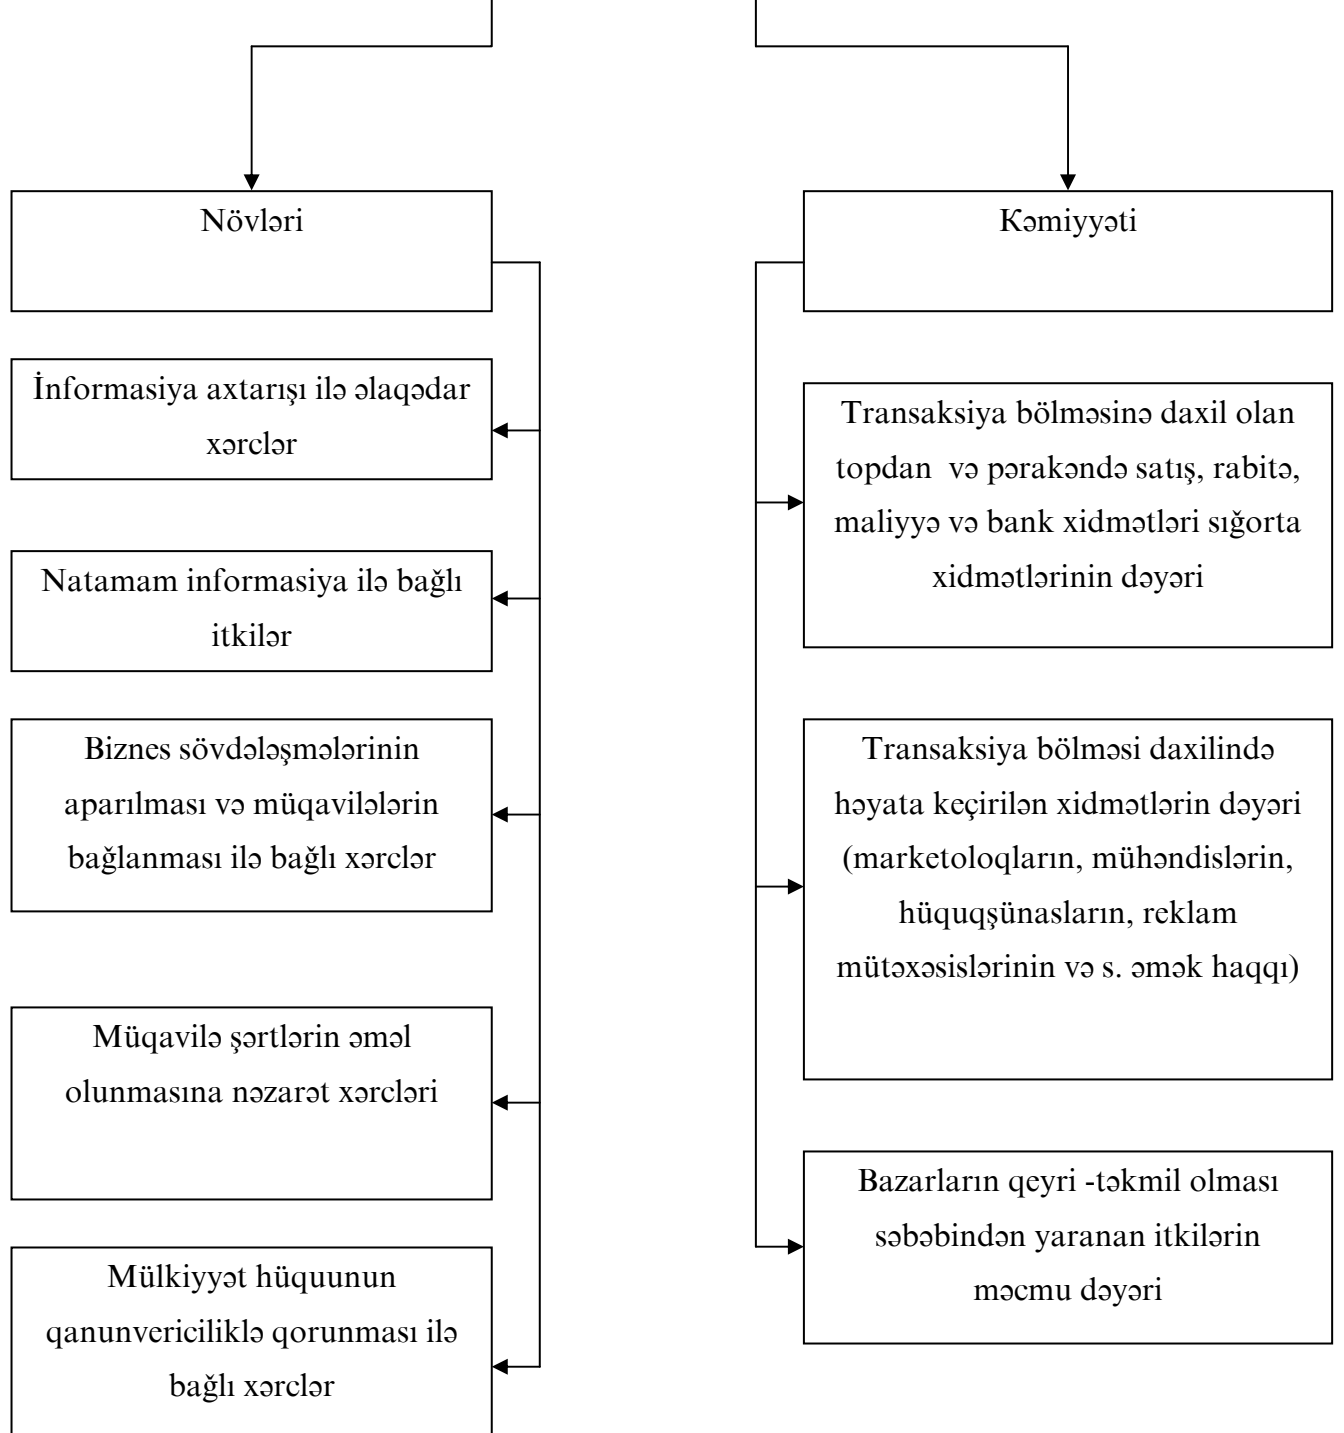 Növləri
İnformasiya axtarışı ilə əlaqədar
xərclər
Natamam informasiya ilə bağlı
itkilər
Biznes sövdələşmələrinin
aparılması və müqavilələrin
bağlanması ilə bağlı xərclər
Müqavilə şərtlərin əməl
olunmasına nəzarət xərcləri
Mülkiyyət hüquunun
qanunvericiliklə qorunması ilə
bağlı xərclər
Kəmiyyəti
Transaksiya bölməsinə daxil olan
topdan  və pərakəndə satış, rabitə,
maliyyə və bank xidmətləri sığorta
xidmətlərinin dəyəri
Transaksiya bölməsi daxilində
həyata keçirilən xidmətlərin dəyəri
(marketoloqların, mühəndislərin,
hüquqşünasların, reklam
mütəxəsislərinin və s. əmək haqqı)
Bazarların qeyri -təkmil olması
səbəbindən yaranan itkilərin
məcmu dəyəri